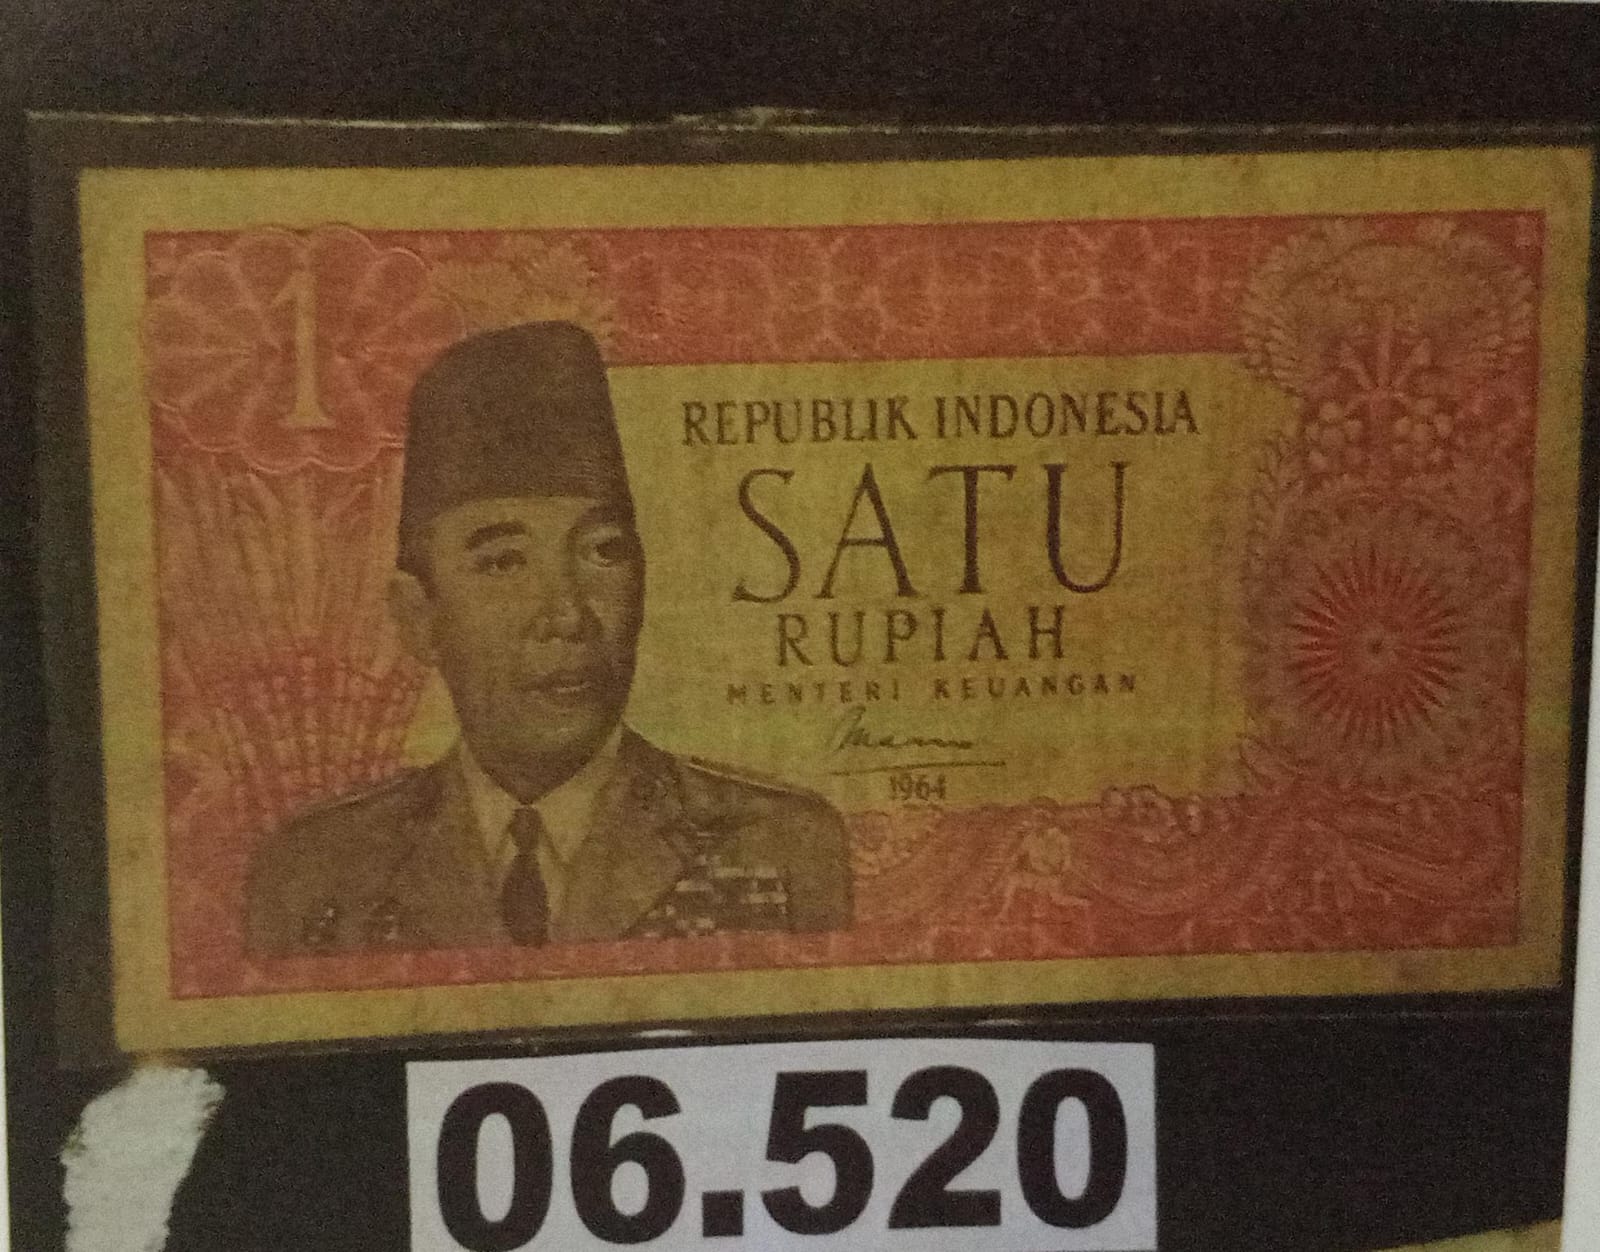 1
REPUBLIK INDONESIA
SATU
RUPIAH
MENTERI KEUANGAN
1964
06.520